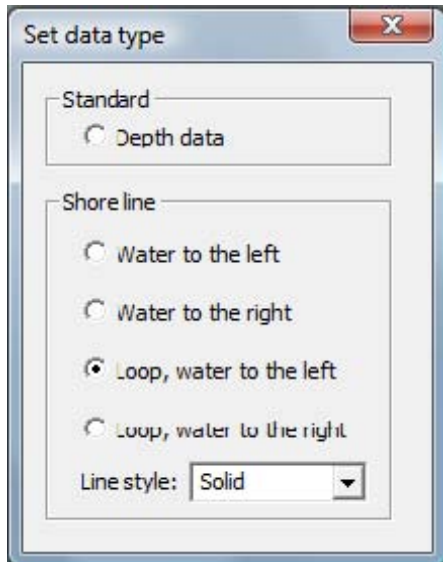 Set data type
Standard
Depth data
Shore line
Water to the left
Water to the right
Loop, water to the left
Loop, water to the right
Line style: Solid